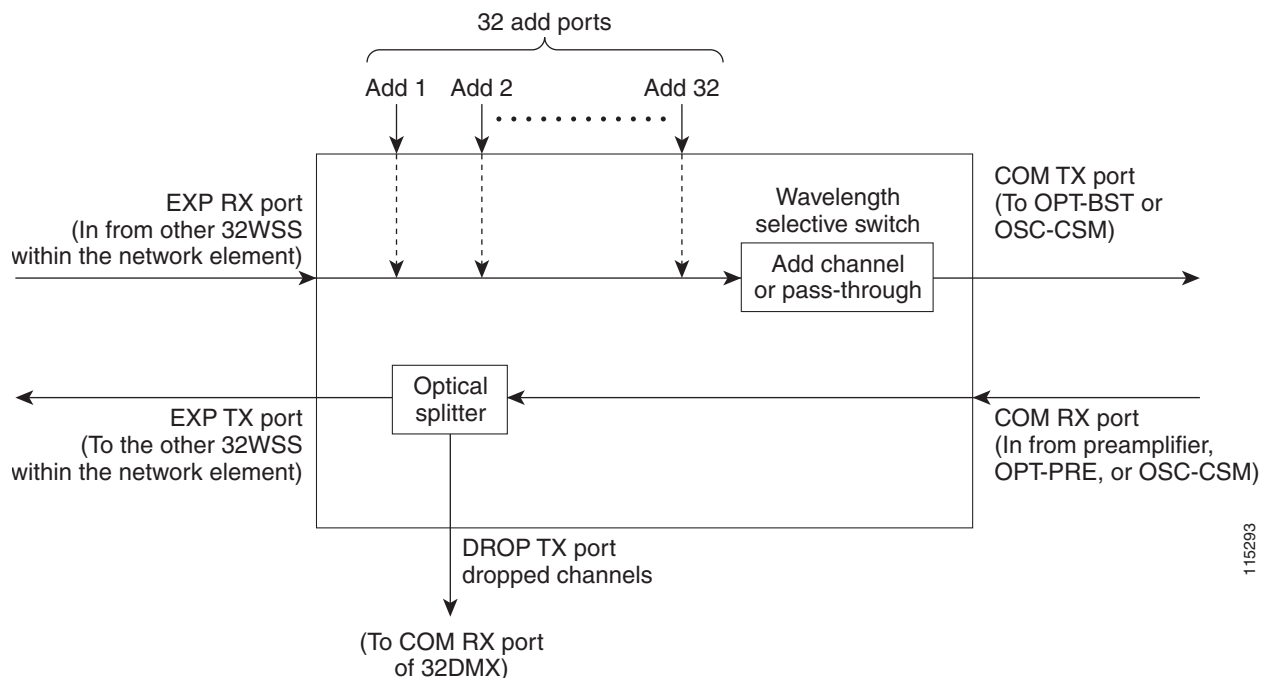 32 add ports
Add 1
Add 2
Add 32
EXP RX port
(In from other 32WSS
within the network element)
Wavelength
selective switch
Add channel
or pass-through
COM TX port
(To OPT-BST or
OSC-CSM)
Optical
splitter
EXP TX port
(To the other 32WSS
within the network element)
COM RX port
(In from preamplifier,
OPT-PRE, or OSC-CSM)
DROP TX port
dropped channels
(To COM RX port
of 32DMX)
115293